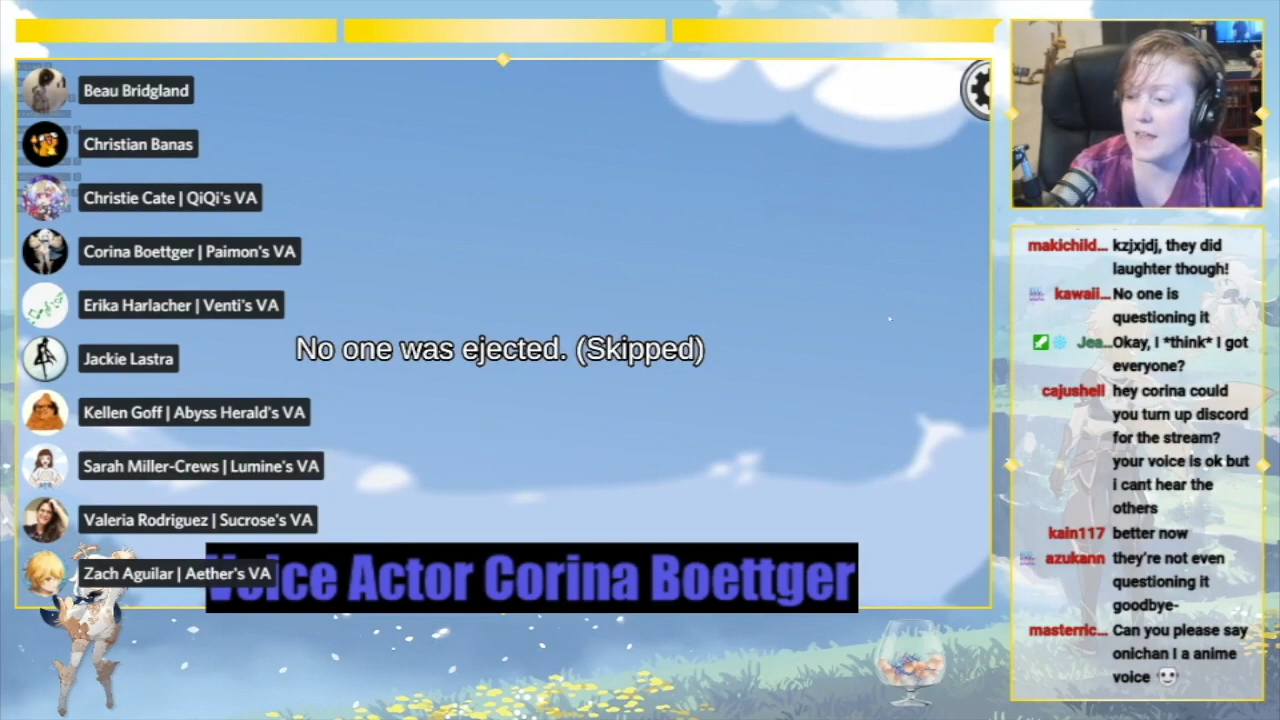 Beau Bridgland
Christian Banas
Christie Cate | QiQi's VA
Corina Boettger | Paimon's VA
Erika Harlacher | Venti's VA
Jackie Lastra
Kellen Goff | Abyss Herald's VA
Sarah Miller-Crews | Lumine's VA
Valeria Rodriguez | Sucrose's VA
Zach Aguilar | Aether's VA
No one was ejected. (Skipped)
Voice Actor Corina Boettger
makichild... kzjxjdj, they did
laughter though!
kawaii... No one is
questioning it
Jea... Okay, I *think* I got
everyone?
cajushell hey corina could
you turn up discord
for the stream?
your voice is ok but
i cant hear the
others
kain117 better now
azukann they're not even
questioning it
goodbye-
masterric... Can you please say
onichan I a anime
voice